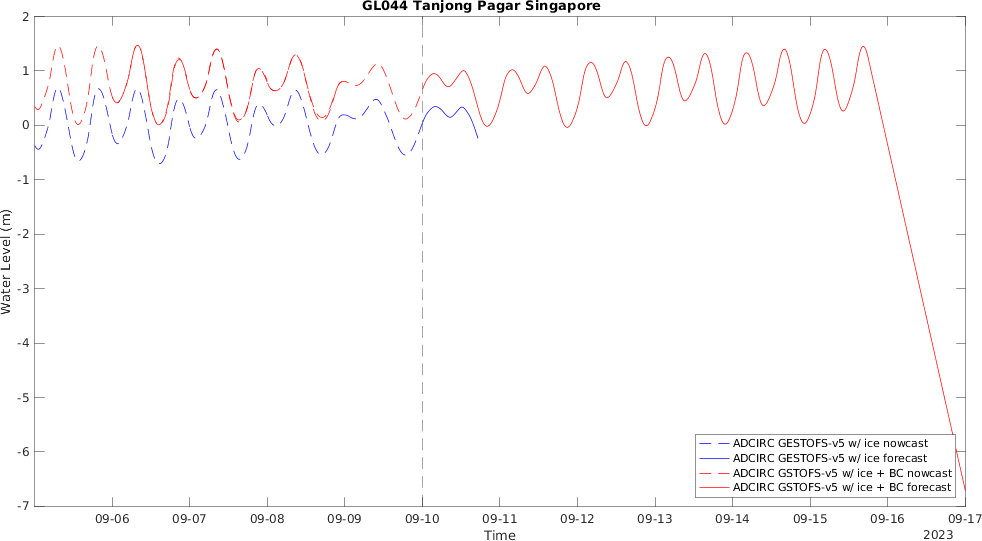 GL044 Tanjong Pagar Singapore
2
1
0
-1
-2
-3
-4
-5
-6
-7
Water Level (m)
ADCIRC GESTOFS-v5 w/ ice nowcast
ADCIRC GESTOFS-v5 w/ ice forecast
ADCIRC GSTOFS-v5 w/ ice + BC nowcast
ADCIRC GSTOFS-v5 w/ ice + BC forecast
09-06 09-07 09-08 09-09 09-10 09-11 09-12 09-13 09-14 09-15 09-16 09-17
Time
2023